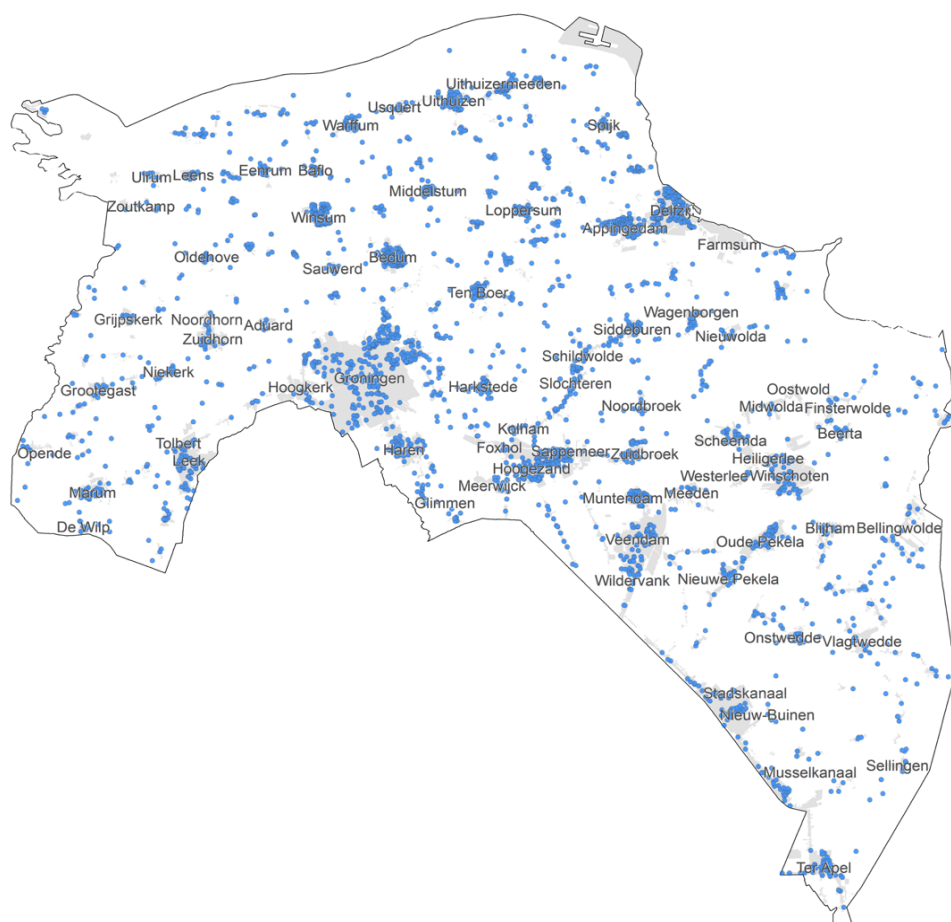 Uithuizermeeden
Usquert
Uithuizen
Warffum
Spijk
Ulrum
Leens
Eenrum
Baflo
Middelstum
Zoutkamp
Winsum
Loppersum
Delfzijl
Appingedam
Farmsum
Oldehove
Sauwerd
Bedum
Ten Boer
Grijpskerk
Noordhorn
Aduard
Zuidhorn
Wagenborgen
Siddeburen
Nieuwolda
Schildwolde
Niekerk
Groningen
Grootegast
Hoogkerk
Harkstede
Slochteren
Oostwold
Noordbroek
Midwolda
Finsterwolde
Kolham
Scheemda
Beerta
Tolbert
Opende
Leek
Haren
Foxhol
Sappemeer
Zuidbroek
Heiligerlee
Hoogezand
Westerlee
Winschoten
Marum
Meerwijck
Glimmen
Muntendam
Meeden
De Wilp
Veendam
Oude Pekela
Blijham
Bellingwolde
Wildervank
Nieuwe Pekela
Onstwedde
Vlagtwedde
Stadskanaal
Nieuw-Buinen
Musselkanaal
Sellingen
Ter Apel